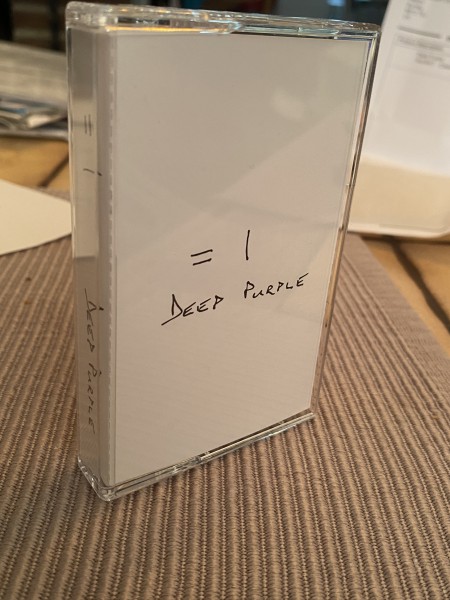 = 1
DEEP PURPLE
= 1 DEEP PURPLE